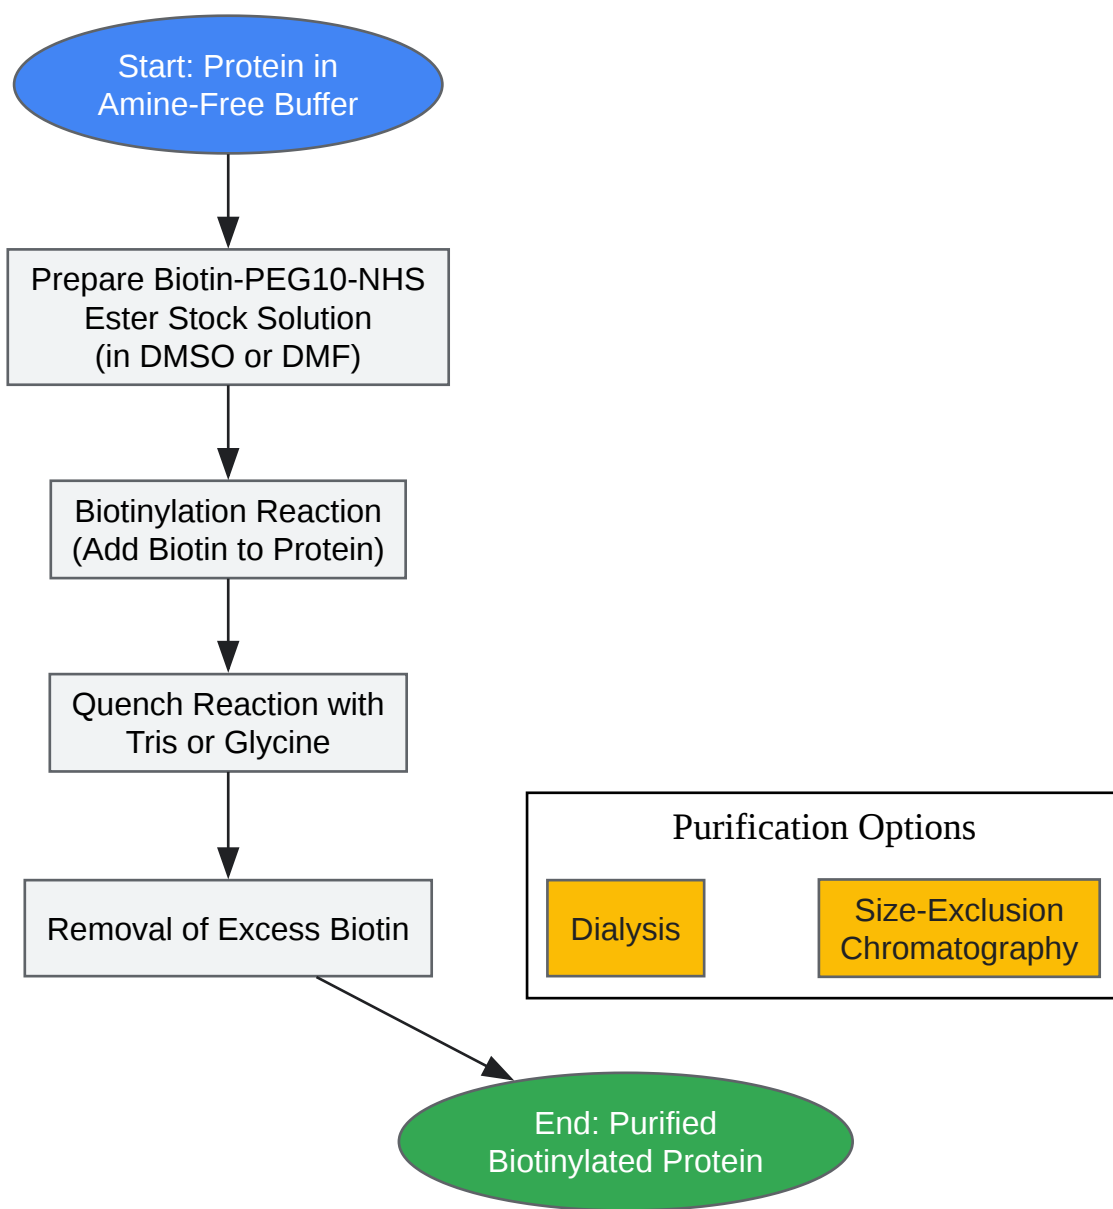 Start: Protein in
Amine-Free Buffer
Prepare Biotin-PEG10-NHS
Ester Stock Solution
(in DMSO or DMF)
Biotinylation Reaction
(Add Biotin to Protein)
Quench Reaction with
Tris or Glycine
Removal of Excess Biotin
Purification Options
Dialysis
Size-Exclusion
Chromatography
End: Purified
Biotinylated Protein